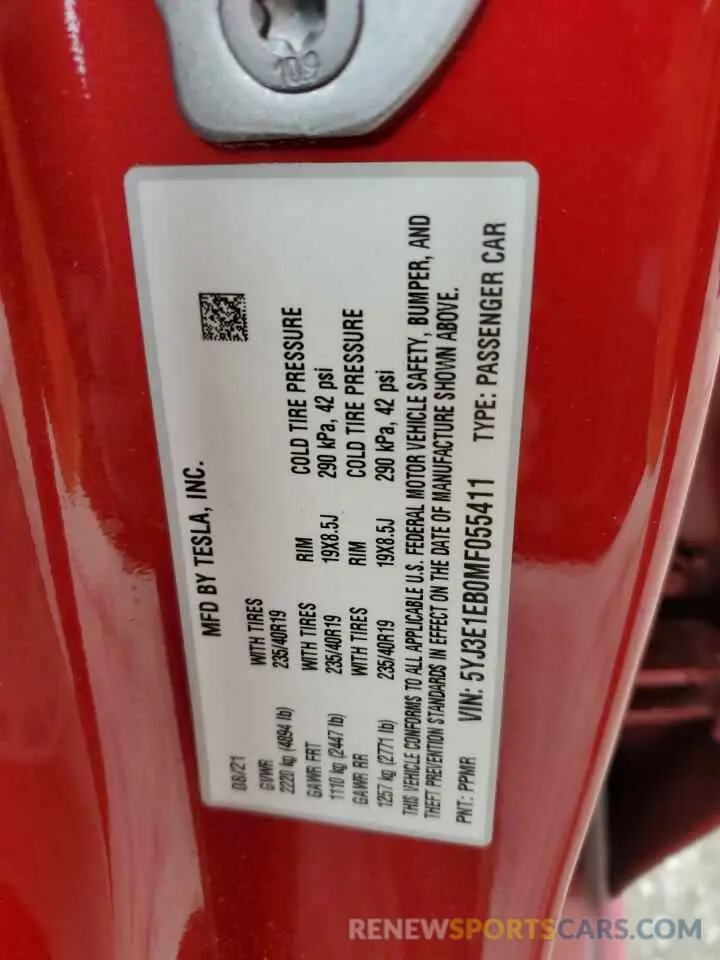 109
MFD BY TESLA, INC.
08/21
GVWR WITH TIRES
2220 kg (4894 lb) 235/40R19
GAWR FRT WITH TIRES RIM COLD TIRE PRESSURE
1110 kg (2447 lb) 235/40R19 19X8.5J 290 kPa, 42 psi
GAWR RR WITH TIRES RIM COLD TIRE PRESSURE
1257 kg (2771 lb) 235/40R19 19X8.5J 290 kPa, 42 psi
THIS VEHICLE CONFORMS TO ALL APPLICABLE U.S. FEDERAL MOTOR VEHICLE SAFETY, BUMPER, AND
THEFT PREVENTION STANDARDS IN EFFECT ON THE DATE OF MANUFACTURE SHOWN ABOVE.
PNT: PPMR VIN: 5YJ3E1EB0MF055411 TYPE: PASSENGER CAR
RENEWSPORTSCARS.COM